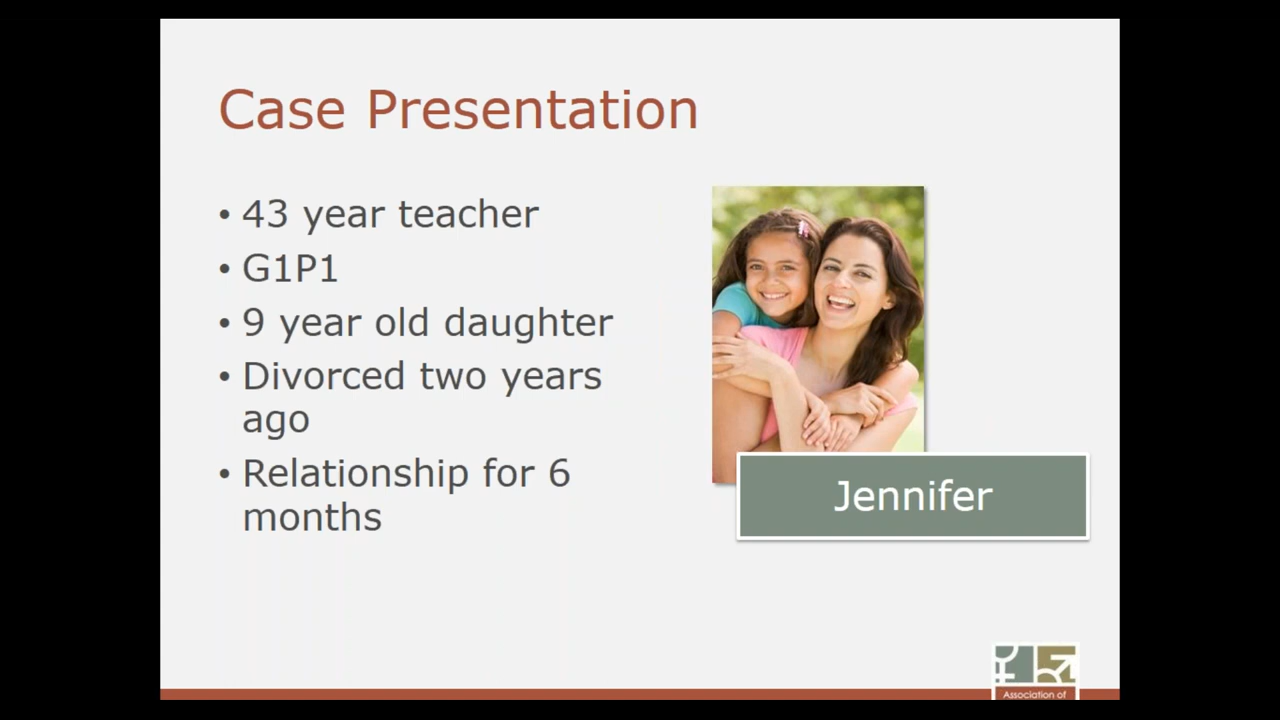 Case Presentation
• 43 year teacher
• G1P1
• 9 year old daughter
• Divorced two years
ago
• Relationship for 6
months
Jennifer
Association of